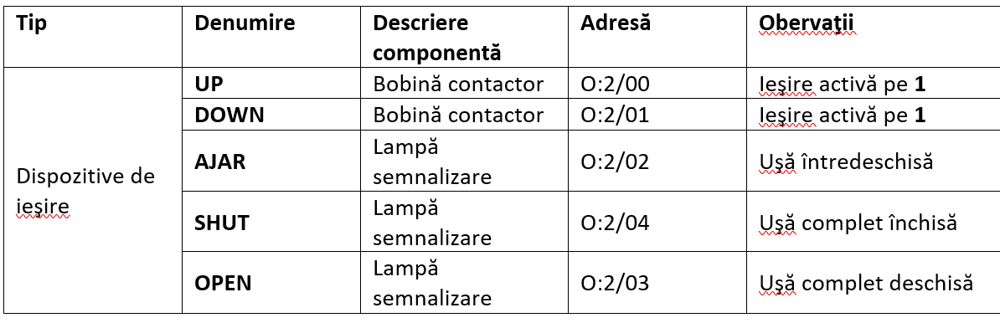 Tip Denumire Descriere Adresă Obervaţii
componentă
UP Bobină contactor O:2/00 Ieşire activă pe 1
DOWN Bobină contactor O:2/01 Ieşire activă pe 1
Dispozitive de
ieşire
AJAR Lampă
semnalizare O:2/02 Uşă întredeschisă
SHUT Lampă
semnalizare O:2/04 Uşă complet închisă
OPEN Lampă
semnalizare O:2/03 Uşă complet deschisă